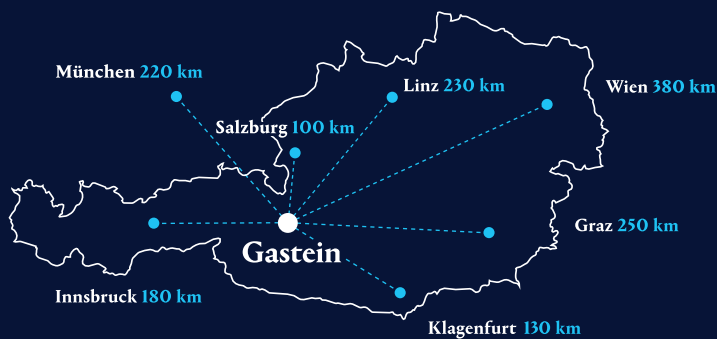 München 220 km
Linz 230 km
Wien 380 km
Salzburg 100 km
Graz 250 km
Gastein
Innsbruck 180 km
Klagenfurt 130 km